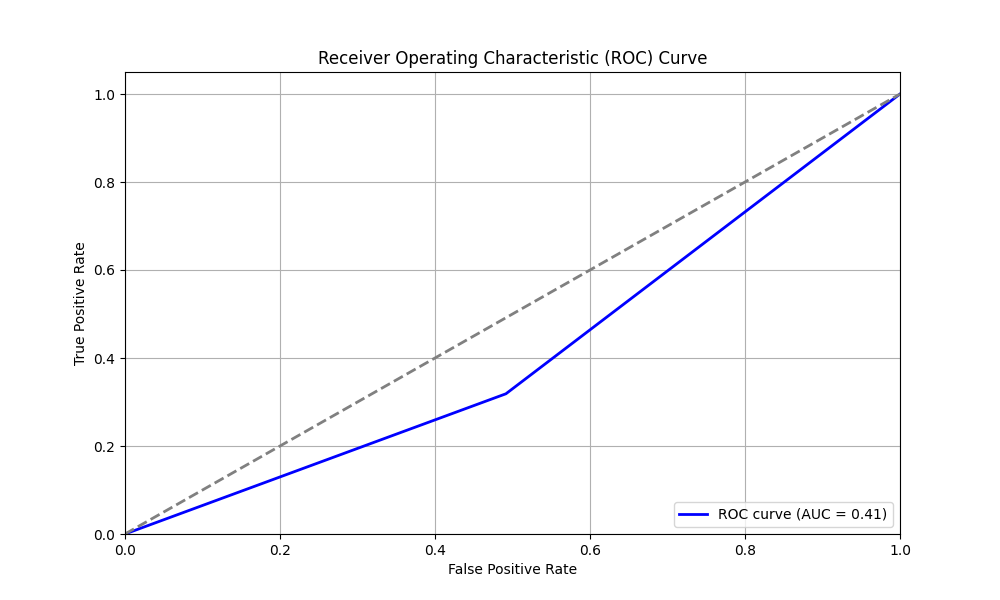 Receiver Operating Characteristic (ROC) Curve
True Positive Rate
1.0
0.8
0.6
0.4
0.2
0.0
0.0 0.2 0.4 0.6 0.8 1.0
False Positive Rate
ROC curve (AUC = 0.41)